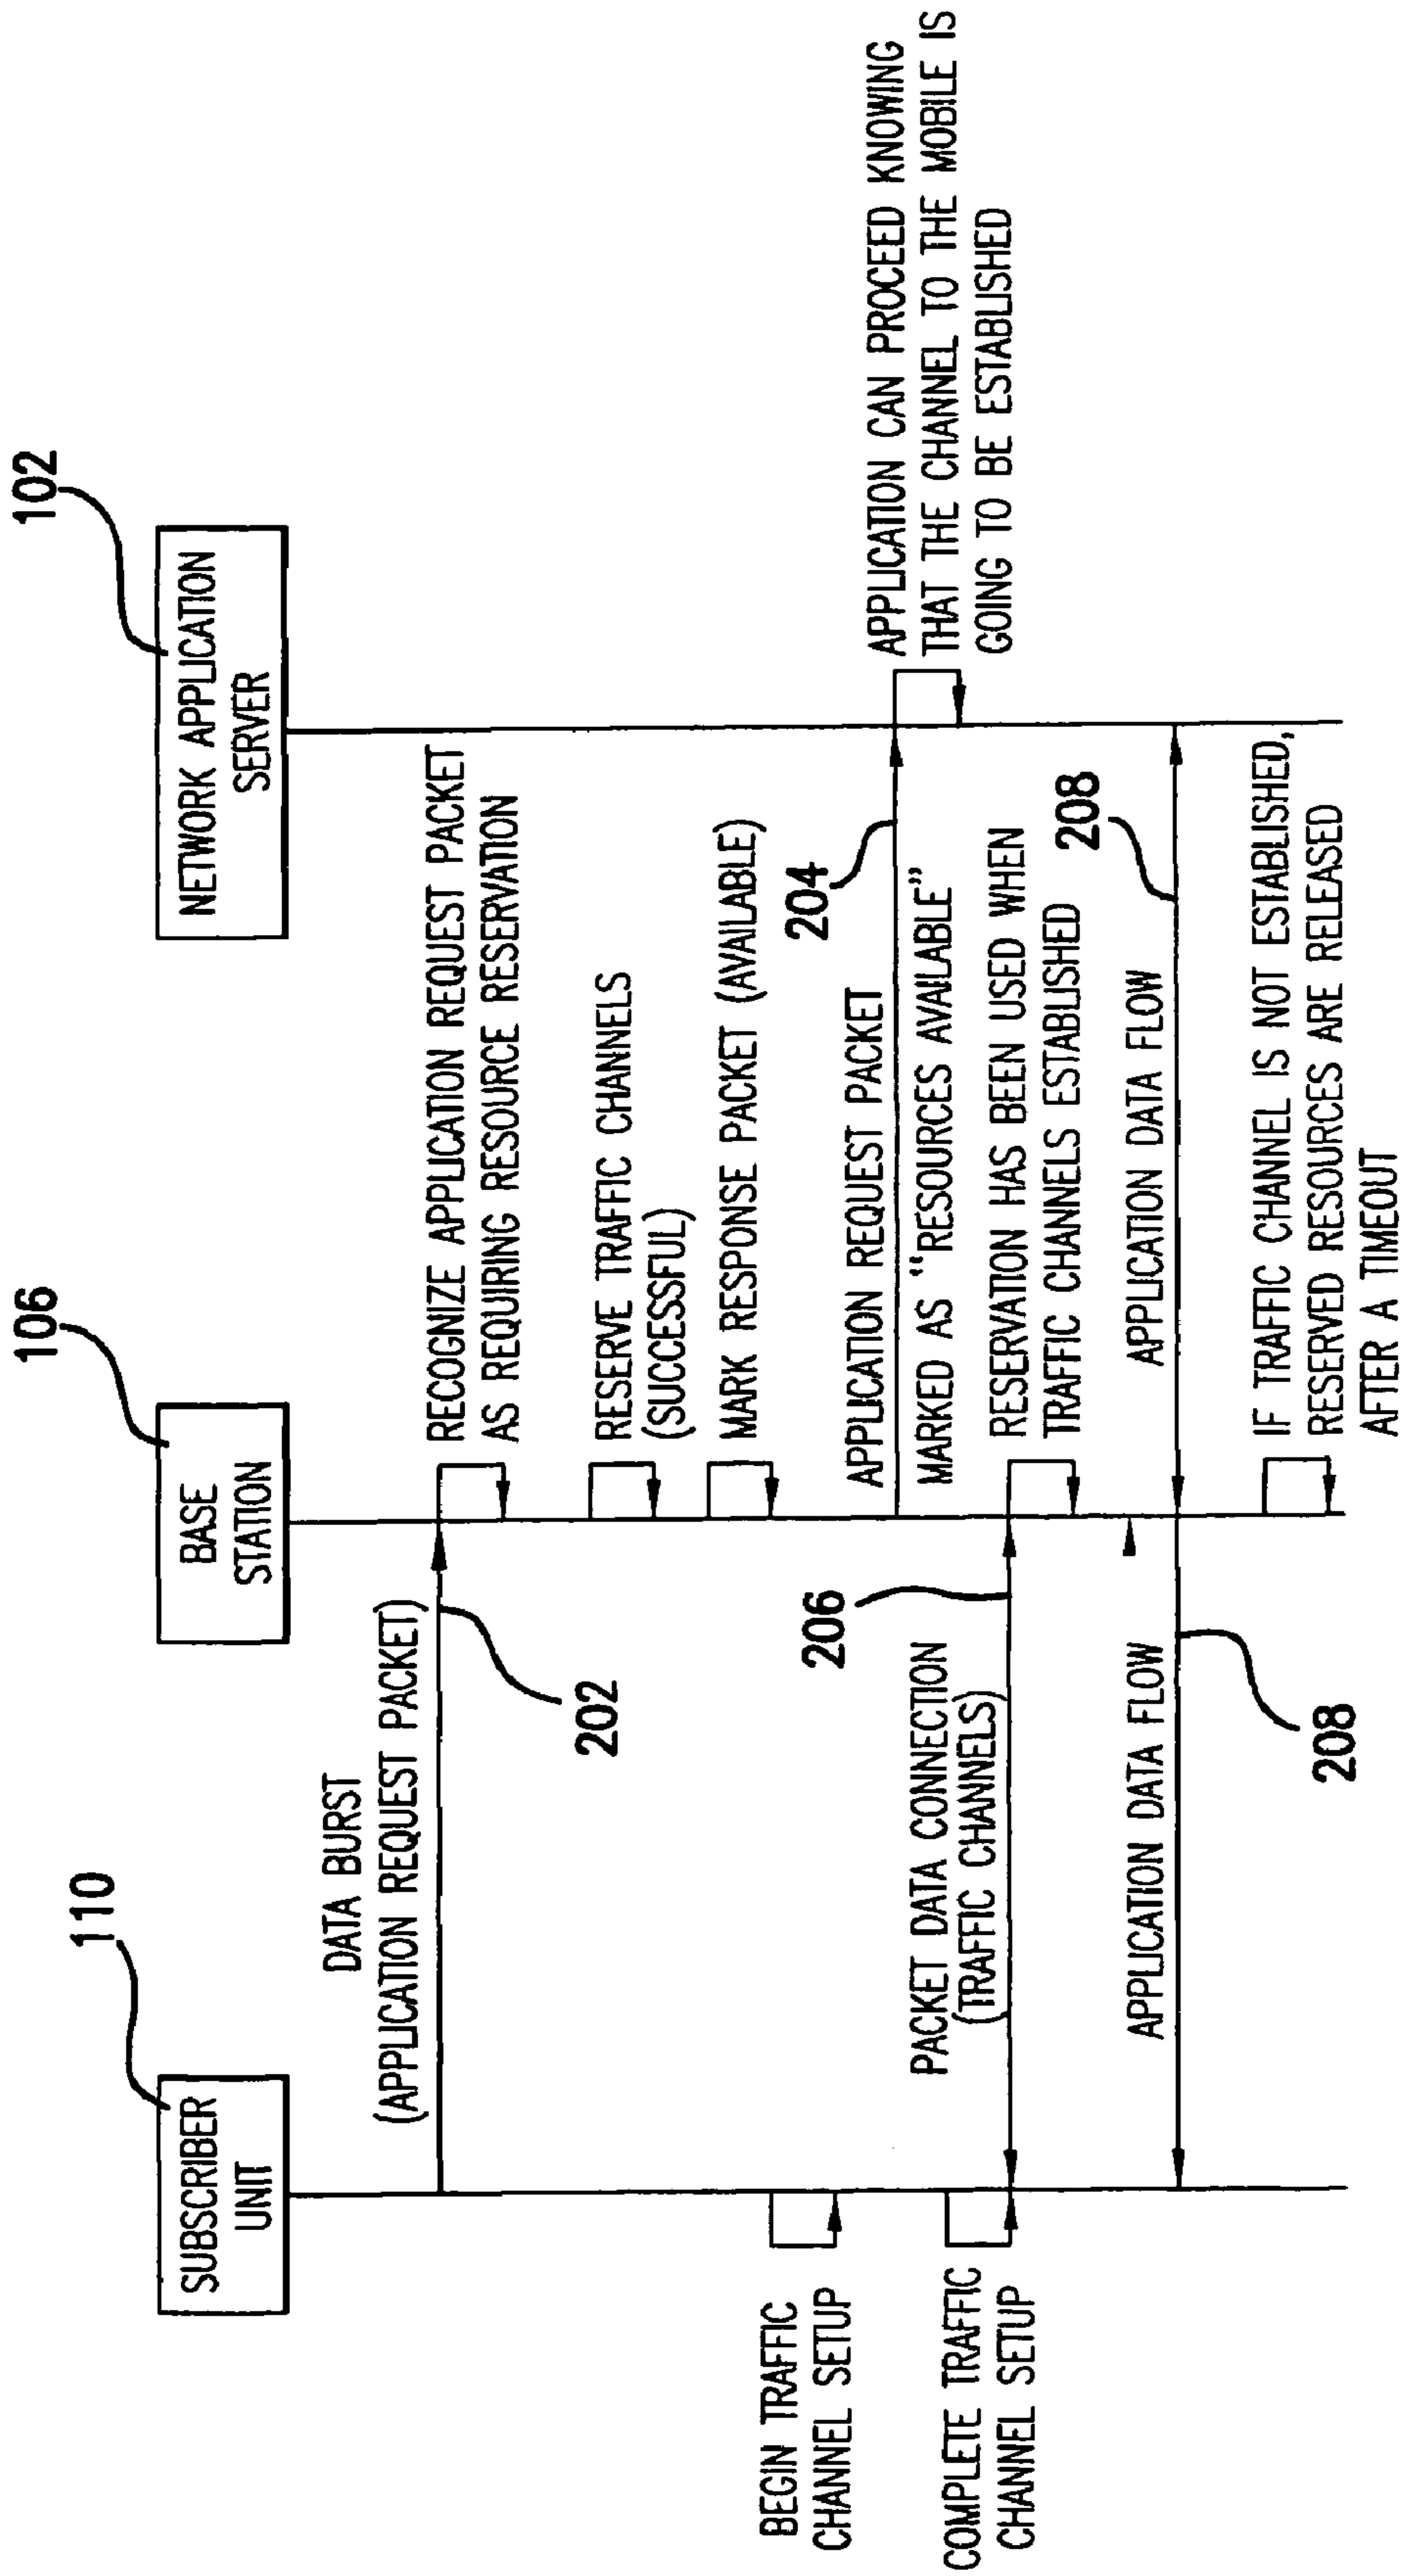 110
106
102
SUBSCRIBER
UNIT
BASE
STATION
NETWORK APPLICATION
SERVER
DATA BURST
(APPLICATION REQUEST PACKET)
202
RECOGNIZE APPLICATION REQUEST PACKET
AS REQUIRING RESOURCE RESERVATION
RESERVE TRAFFIC CHANNELS
(SUCCESSFUL)
MARK RESPONSE PACKET (AVAILABLE)
BEGIN TRAFFIC
CHANNEL SETUP
APPLICATION REQUEST PACKET
MARKED AS "RESOURCES AVAILABLE"
204
APPLICATION CAN PROCEED KNOWING
THAT THE CHANNEL TO THE MOBILE IS
GOING TO BE ESTABLISHED
COMPLETE TRAFFIC
CHANNEL SETUP
PACKET DATA CONNECTION
(TRAFFIC CHANNELS)
206
RESERVATION HAS BEEN USED WHEN
TRAFFIC CHANNELS ESTABLISHED
APPLICATION DATA FLOW
208
APPLICATION DATA FLOW
208
IF TRAFFIC CHANNEL IS NOT ESTABLISHED,
RESERVED RESOURCES ARE RELEASED
AFTER A TIMEOUT